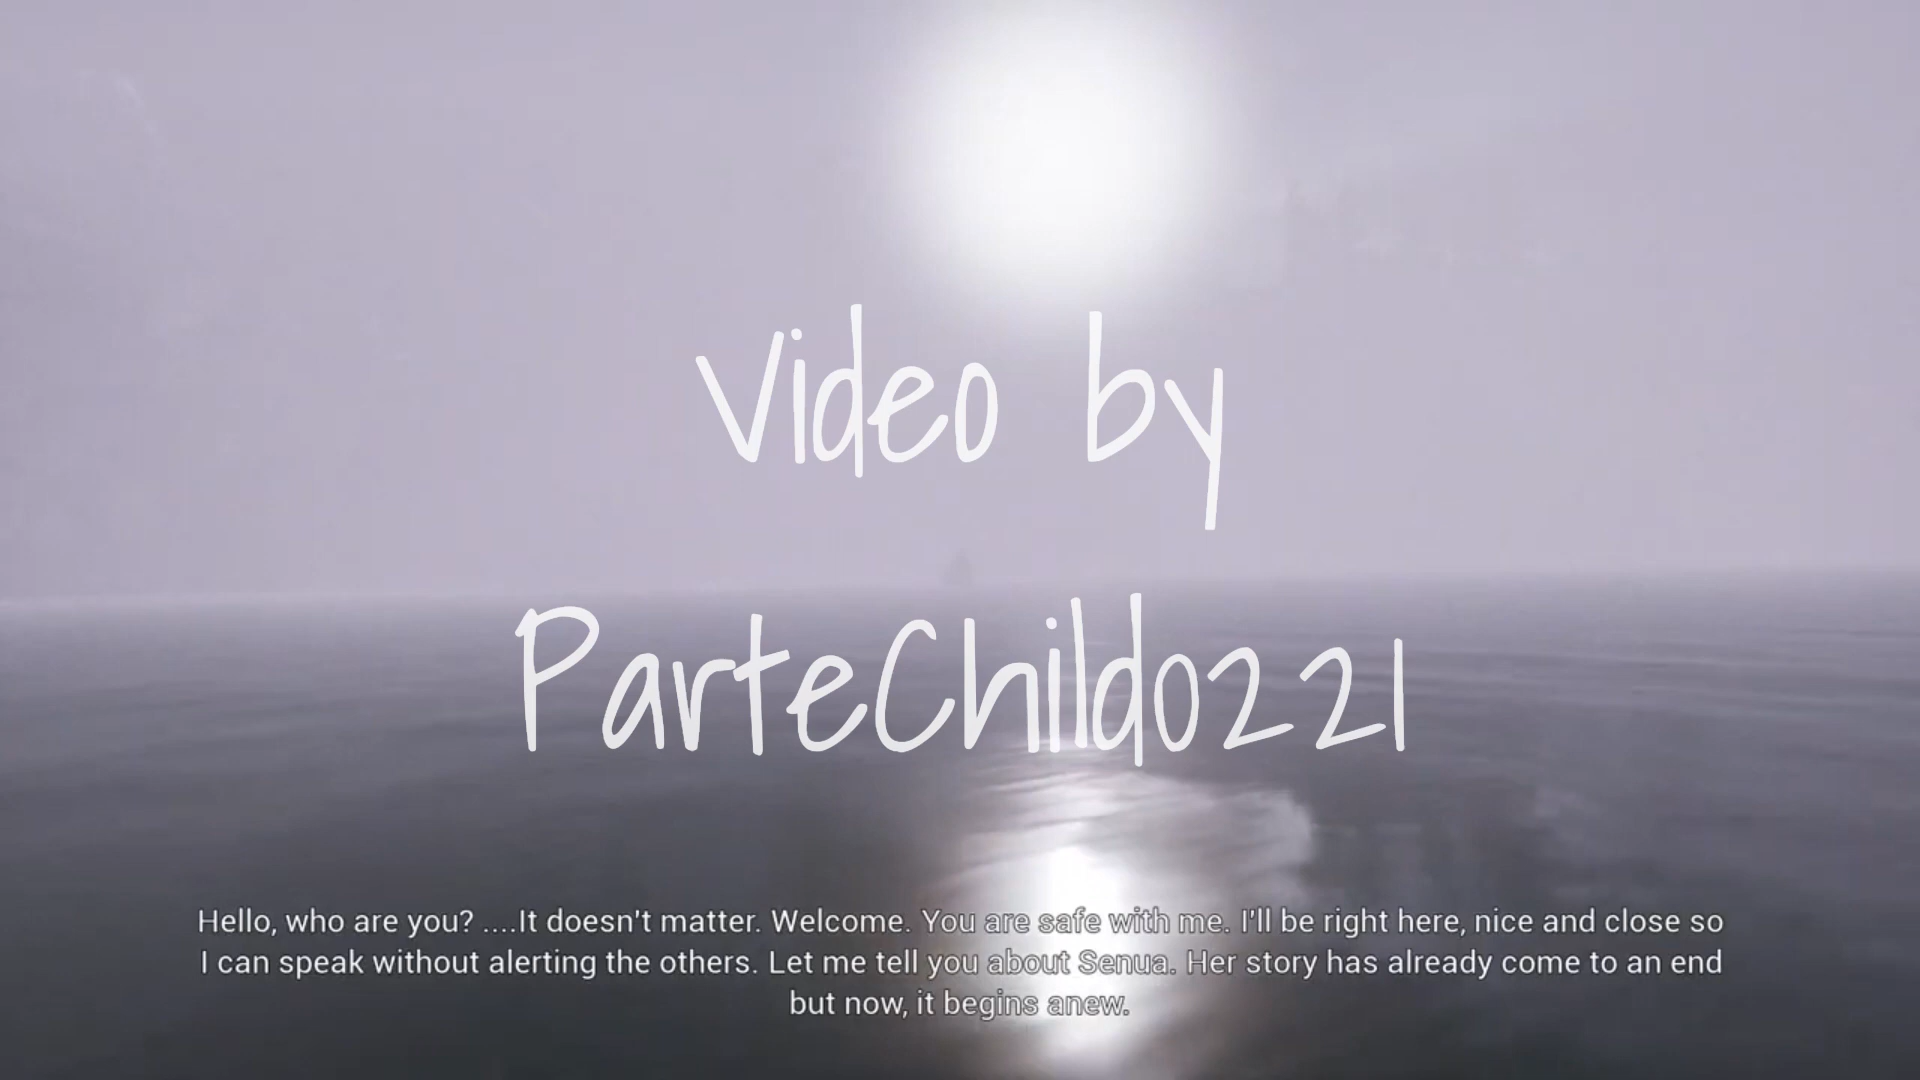 Video by
ParteChild0221
Hello, who are you? ....It doesn't matter. Welcome. You are safe with me. I'll be right here, nice and close so
I can speak without alerting the others. Let me tell you about Senua. Her story has already come to an end
but now, it begins anew.